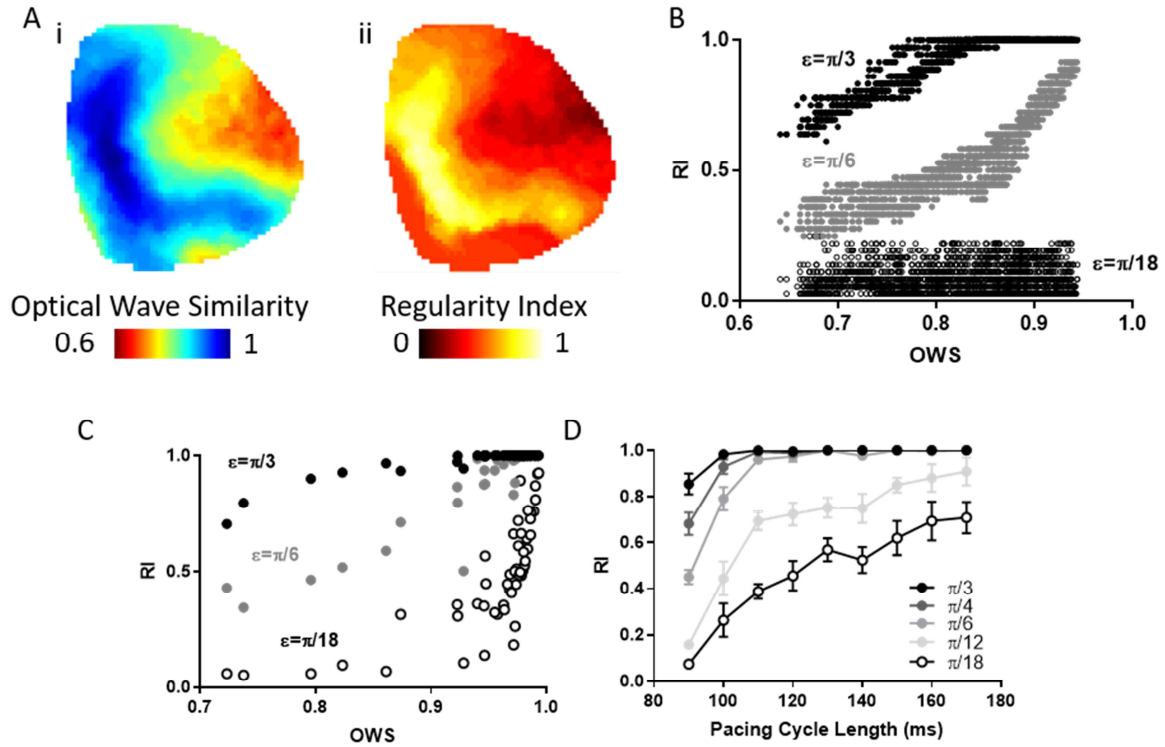 A
i
ii
Optical Wave Similarity
0.6
1
Regularity Index
0
1
B
1.0
0.5
0.0
RI
ε=π/3
ε=π/6
ε=π/18
0.6
0.7
0.8
0.9
1.0
OWS
C
1.0
0.5
0.0
RI
ε=π/3
ε=π/6
ε=π/18
0.7
0.8
0.9
1.0
OWS
D
1.0
0.8
0.6
0.4
0.2
0.0
RI
π/3
π/4
π/6
π/12
π/18
80
100
120
140
160
180
Pacing Cycle Length (ms)